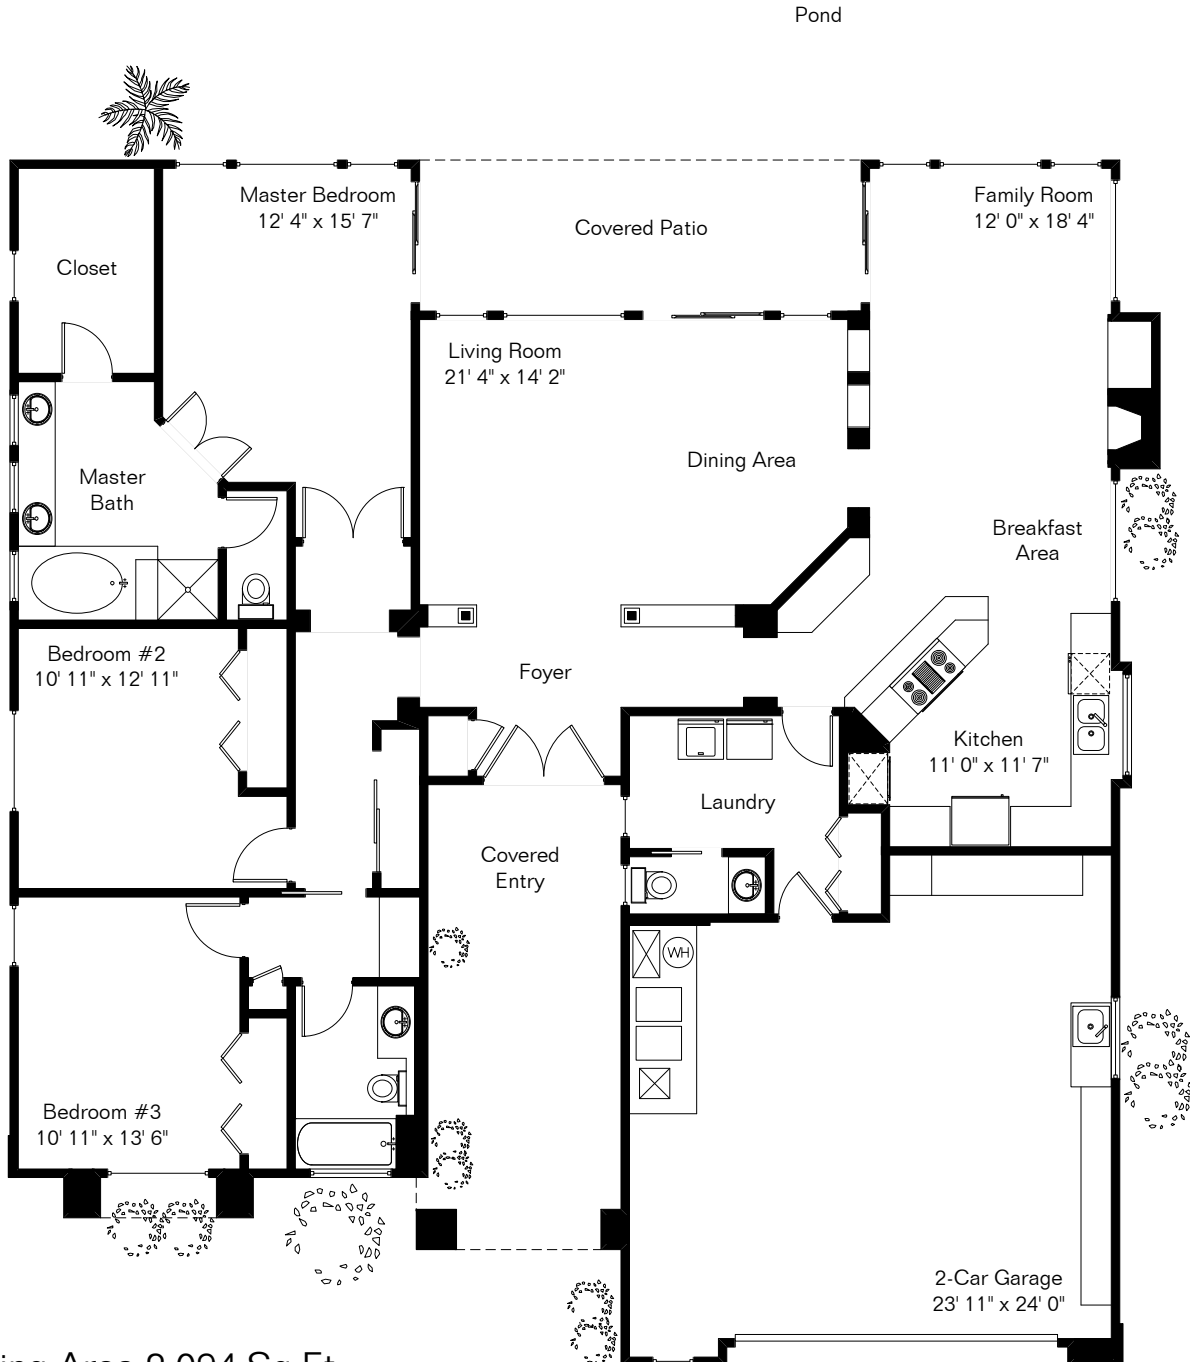 Pond
Master Bedroom
12' 4" x 15' 7"
Family Room
12' 0" x 18' 4"
Covered Patio
Closet
Living Room
21' 4" x 14' 2"
Dining Area
Master
Bath
Breakfast
Area
Bedroom #2
10' 11" x 12' 11"
Foyer
Kitchen
11' 0" x 11' 7"
Laundry
Covered
Entry
WH
Bedroom #3
10' 11" x 13' 6"
2-Car Garage
23' 11" x 24' 0"
Area Sq Ft